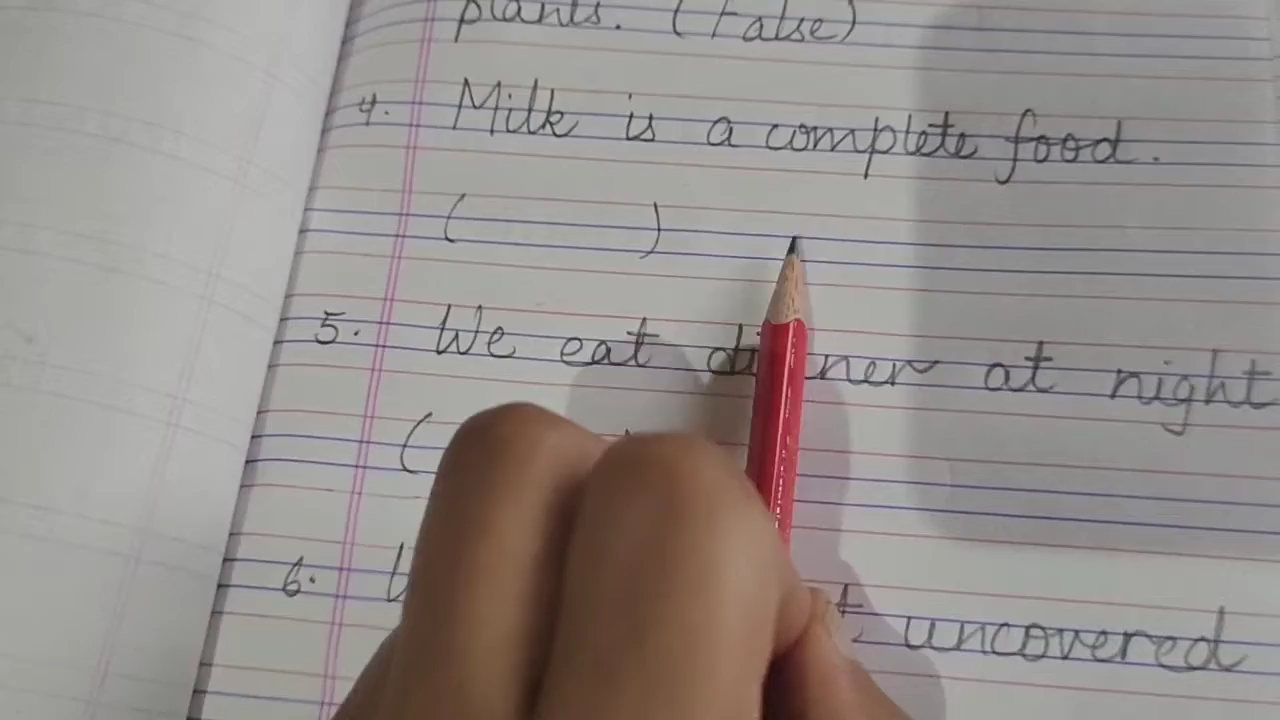 plants. (False)
4. Milk is a complete food.
( )
5. We eat dinner at night
(
6. uncovered